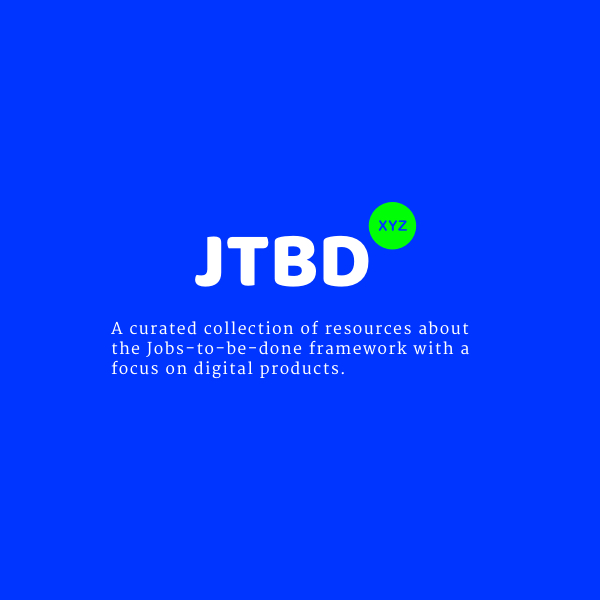 XYZ
JTBD
A curated collection of resources about
the Jobs-to-be-done framework with a
focus on digital products.